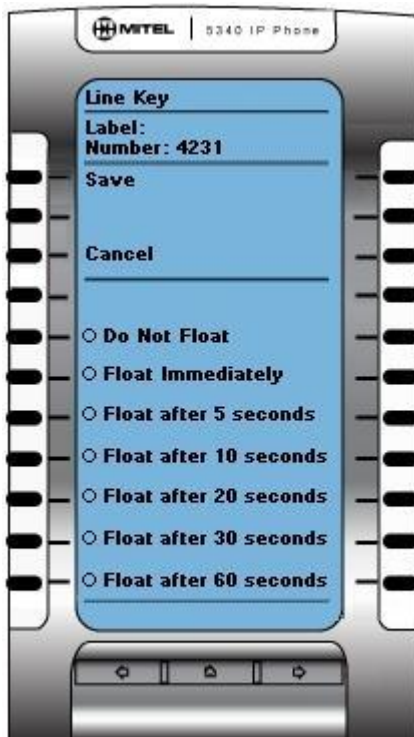 MITEL 5340 IP Phone
Line Key
Label:
Number: 4231
Save
Cancel
Do Not Float
Float Immediately
Float after 5 seconds
Float after 10 seconds
Float after 20 seconds
Float after 30 seconds
Float after 60 seconds